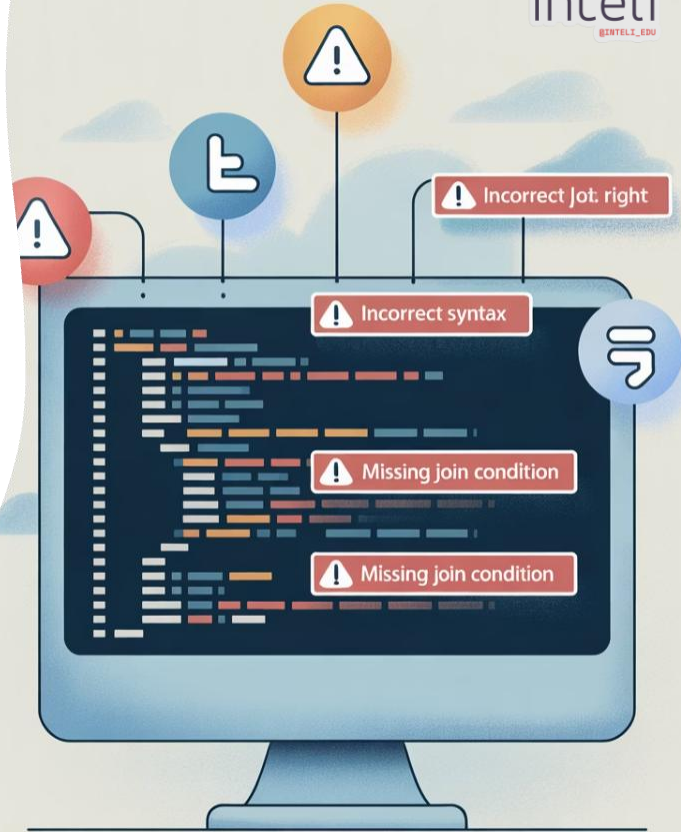 inteli
@INTELI_EDU
Incorrect Jot. right
Incorrect syntax
Missing join condition
Missing join condition